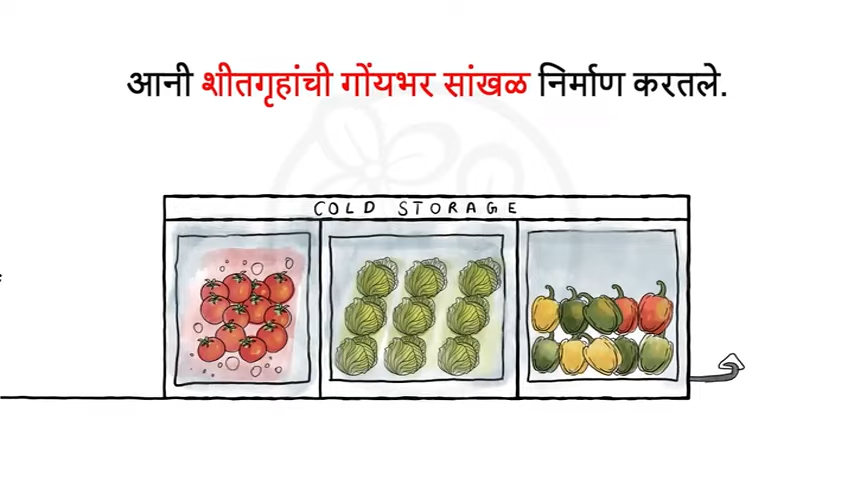 आनी शीतगृहांची गोंयभर सांखळ निर्माण करतले.
COLD STORAGE